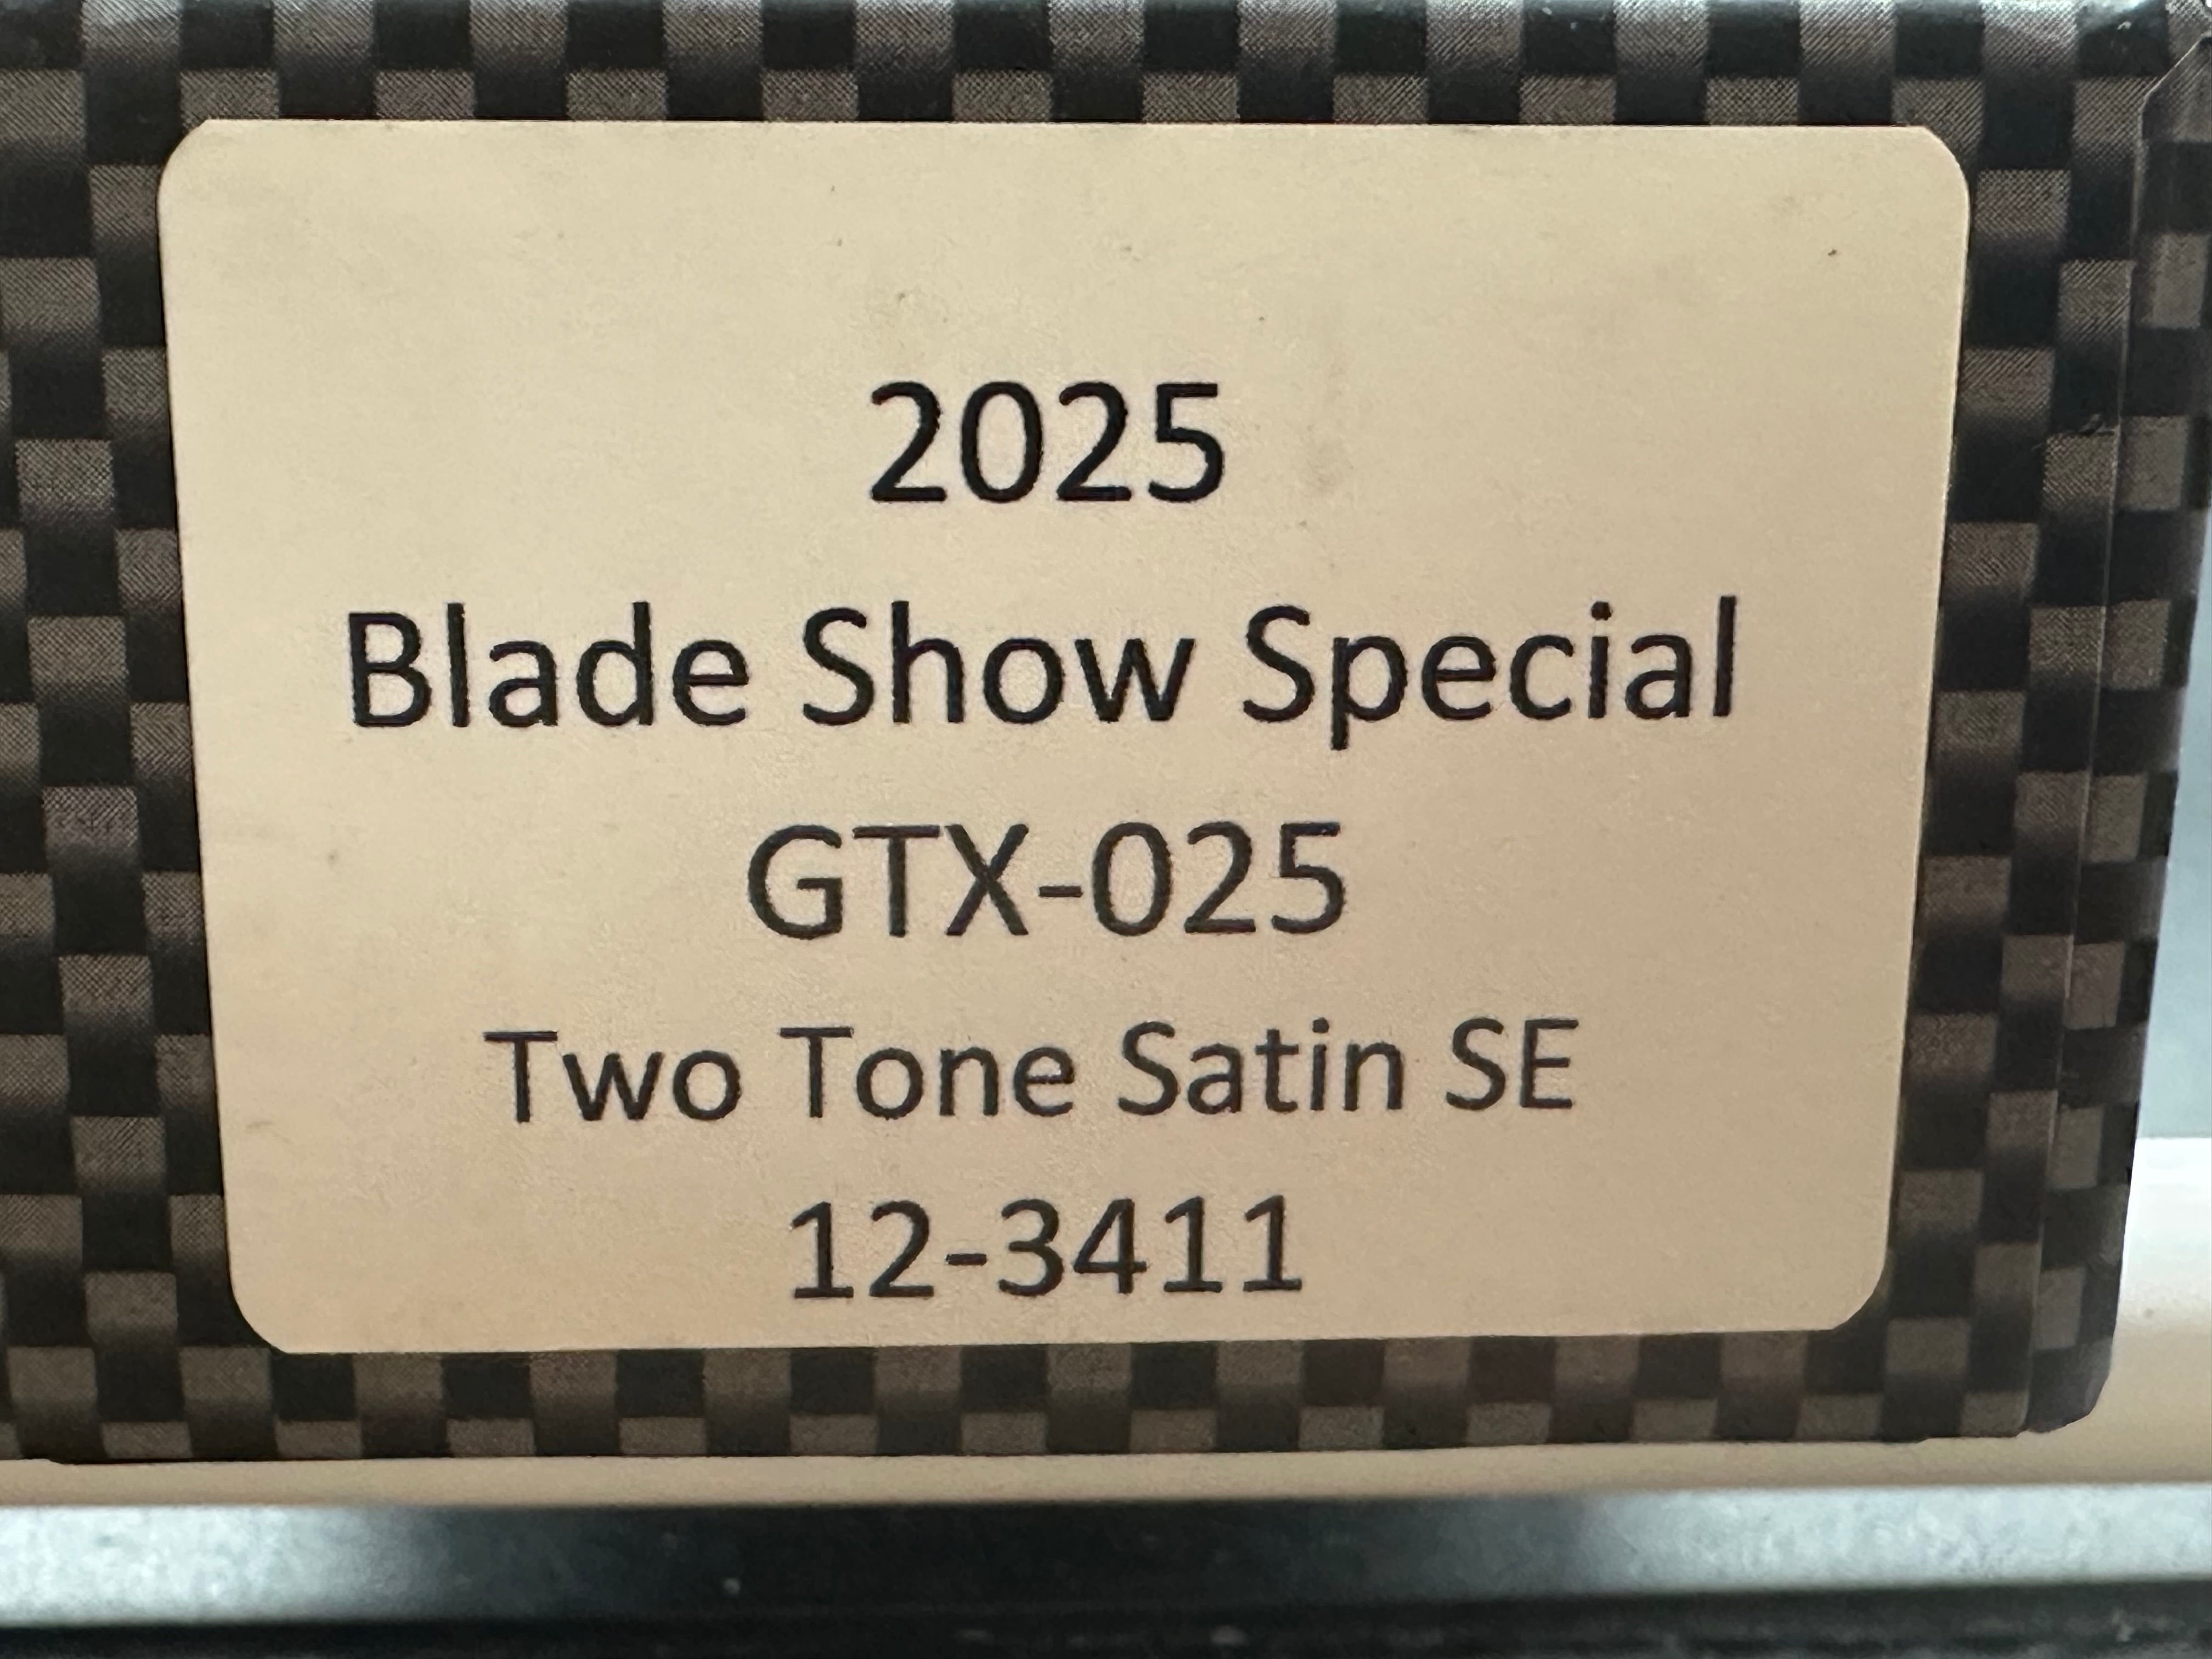 2025
Blade Show Special
GTX-025
Two Tone Satin SE
12-3411